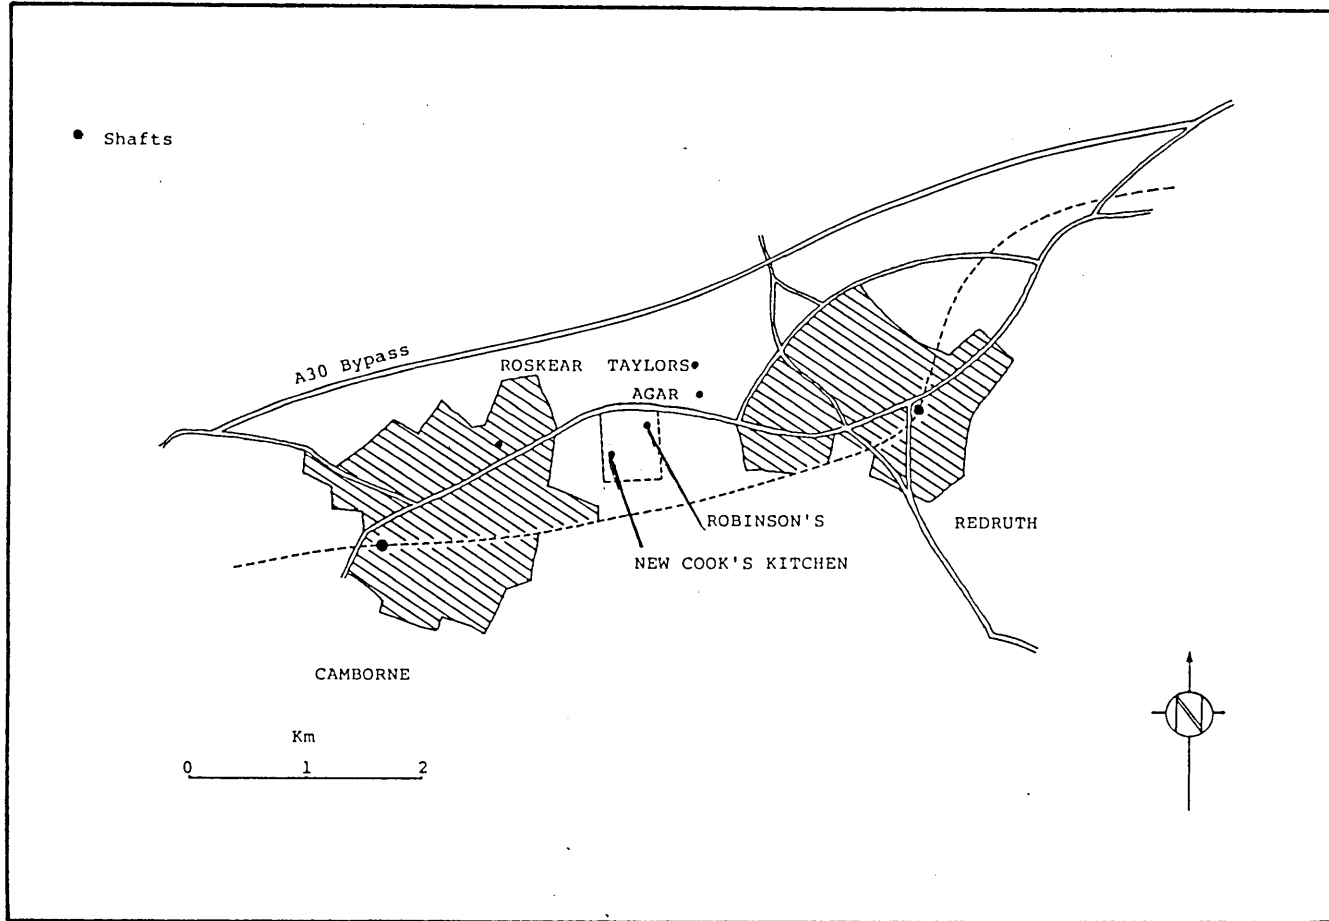 Shafts
A30 Bypass
ROSKEAR
TAYLORS
AGAR
ROBINSON'S
REDRUTH
NEW COOK'S KITCHEN
CAMBORNE
Km
0 1 2
N